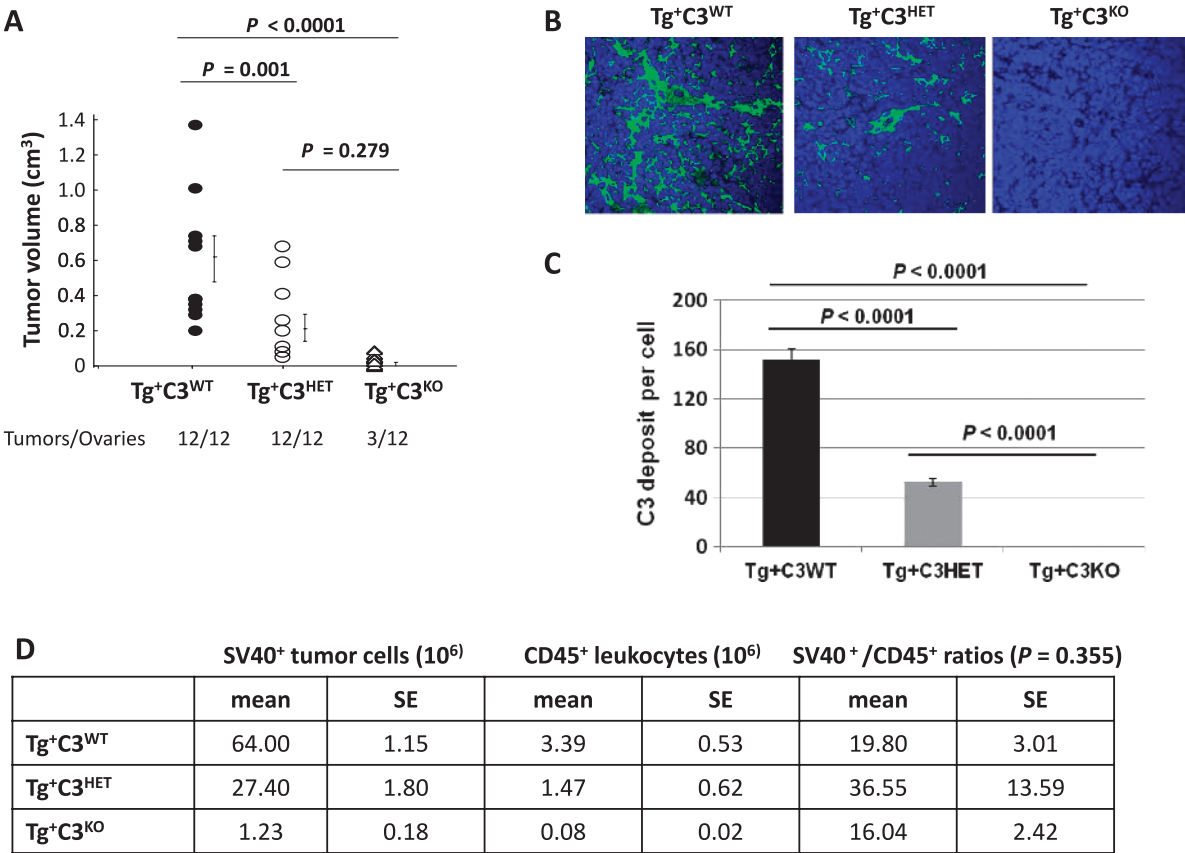 A
P < 0.0001
P = 0.001
P = 0.279
Tumor volume (cm³)
1.4
1.2
1.0
0.8
0.6
0.4
0.2
0
Tg⁺C3ᵂᵀ Tg⁺C3ᴴᴱᵀ Tg⁺C3ᴷᴼ
Tumors/Ovaries 12/12 12/12 3/12
B
Tg⁺C3ᵂᵀ Tg⁺C3ᴴᴱᵀ Tg⁺C3ᴷᴼ
C
P < 0.0001
P < 0.0001
P < 0.0001
C3 deposit per cell
200
160
120
80
40
0
Tg+C3WT Tg+C3HET Tg+C3KO
D
SV40⁺ tumor cells (10⁶⁾ CD45⁺ leukocytes (10⁶⁾ SV40⁺/CD45⁺ ratios (P = 0.355)
mean SE mean SE mean SE
Tg⁺C3ᵂᵀ 64.00 1.15 3.39 0.53 19.80 3.01
Tg⁺C3ᴴᴱᵀ 27.40 1.80 1.47 0.62 36.55 13.59
Tg⁺C3ᴷᴼ 1.23 0.18 0.08 0.02 16.04 2.42